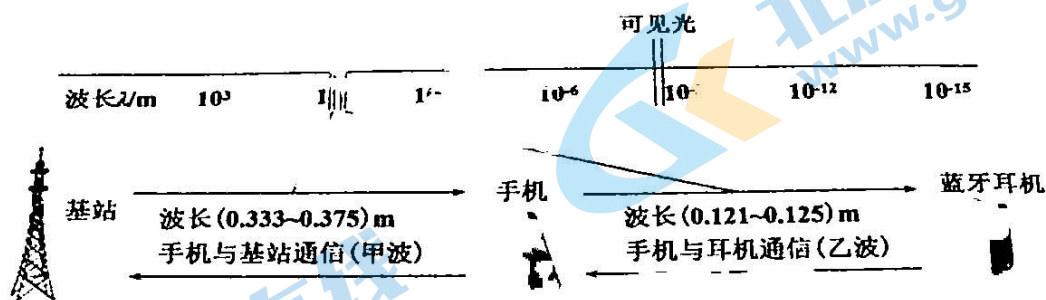 可见光
波长λ/m 10³ 10⁻⁶ 10⁻¹² 10⁻¹⁵
基站 手机 蓝牙耳机
波长(0.333~0.375)m 波长(0.121~0.125)m
手机与基站通信(甲波) 手机与耳机通信(乙波)